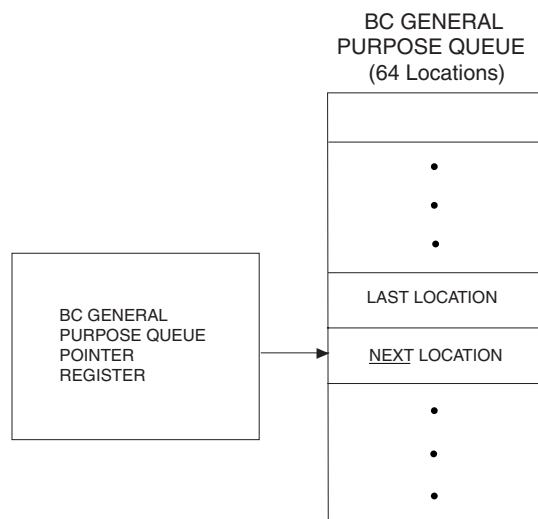 BC GENERAL
PURPOSE QUEUE
(64 Locations)
LAST LOCATION
BC GENERAL
PURPOSE QUEUE
POINTER
REGISTER
NEXT LOCATION